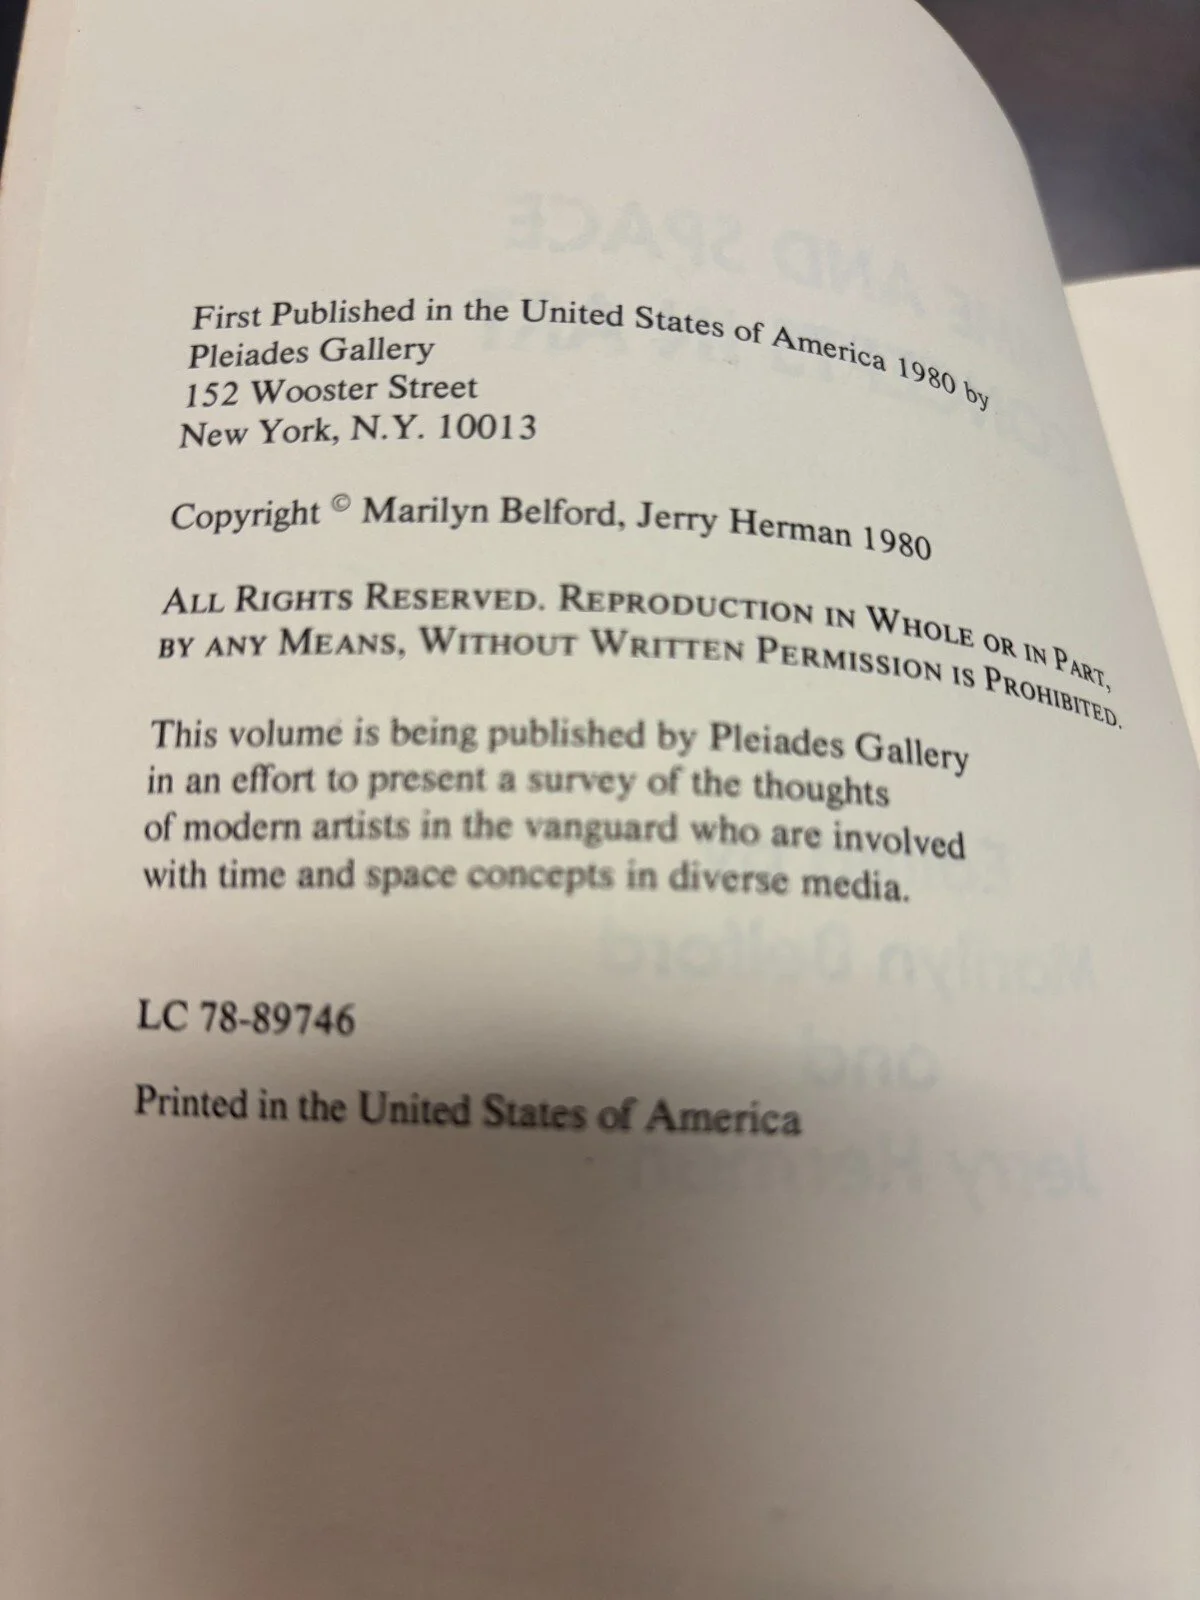 First Published in the United States of America 1980 by
Pleiades Gallery
152 Wooster Street
New York, N.Y. 10013
Copyright © Marilyn Belford, Jerry Herman 1980
ALL RIGHTS RESERVED. REPRODUCTION IN WHOLE OR IN PART,
BY ANY MEANS, WITHOUT WRITTEN PERMISSION IS PROHIBITED.
This volume is being published by Pleiades Gallery
in an effort to present a survey of the thoughts
of modern artists in the vanguard who are involved
with time and space concepts in diverse media.
LC 78-89746
Printed in the United States of America